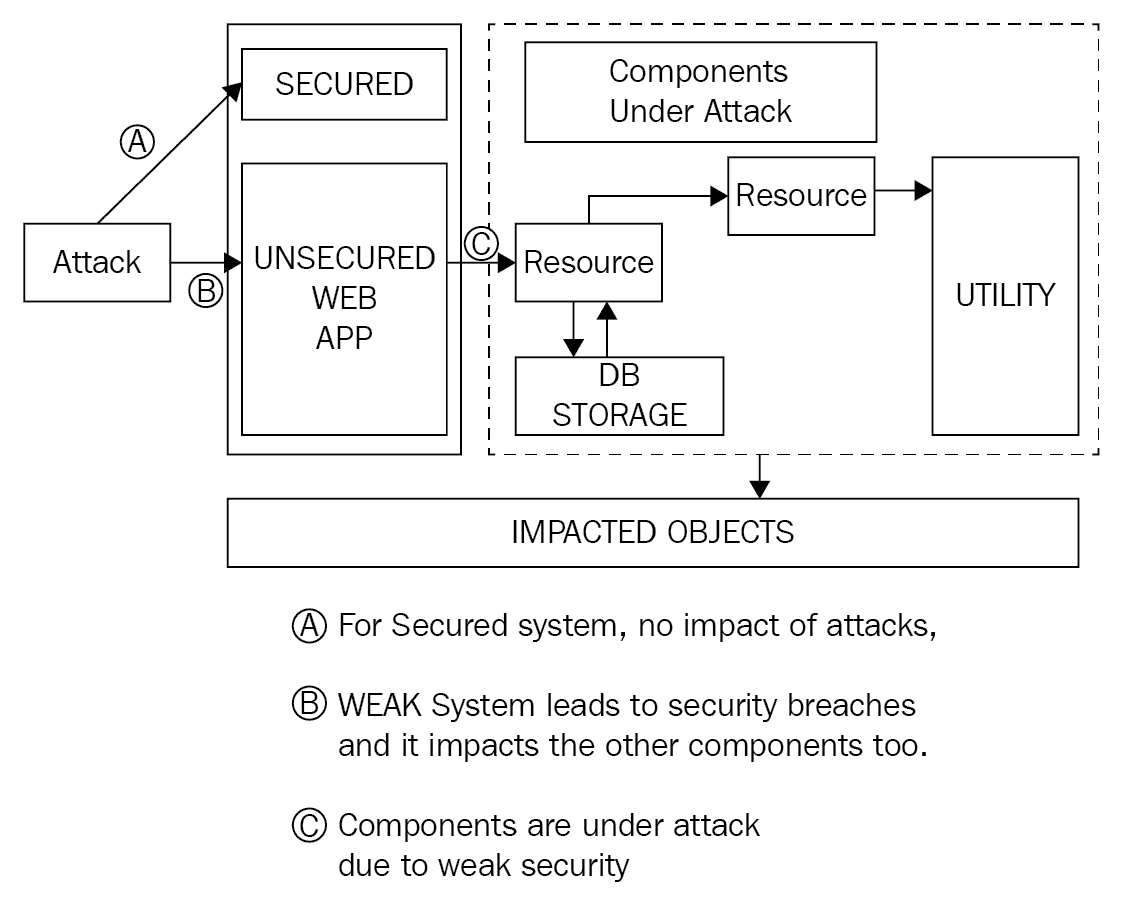 SECURED
Components
Under Attack
Ⓐ
Resource
Attack
Ⓑ
UNSECURED
WEB
APP
Ⓒ
Resource
UTILITY
DB
STORAGE
IMPACTED OBJECTS
Ⓐ For Secured system, no impact of attacks,
Ⓑ WEAK System leads to security breaches
and it impacts the other components too.
Ⓒ Components are under attack
due to weak security